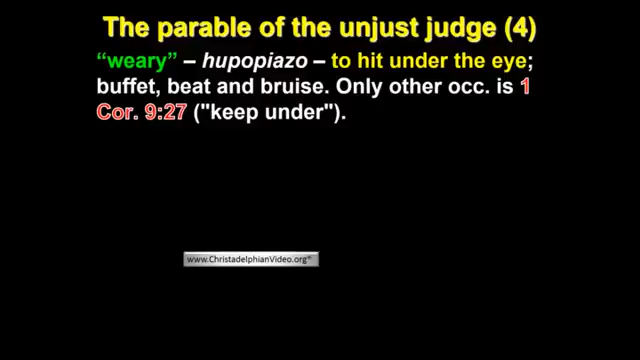 The parable of the unjust judge (4)
“weary” – hupopiazo – to hit under the eye;
buffet, beat and bruise. Only other occ. is 1
Cor. 9:27 ("keep under").
www.ChristadelphianVideo.org®